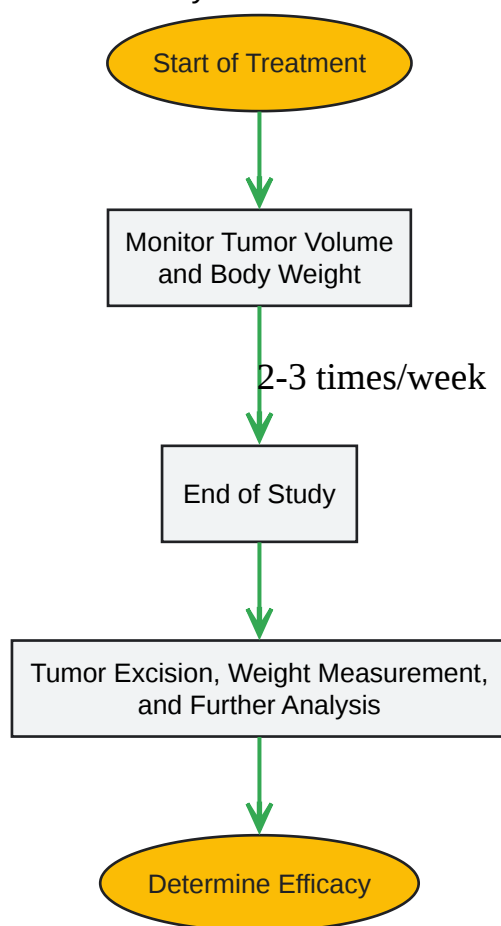 Start of Treatment
Monitor Tumor Volume
and Body Weight
2-3 times/week
End of Study
Tumor Excision, Weight Measurement,
and Further Analysis
Determine Efficacy